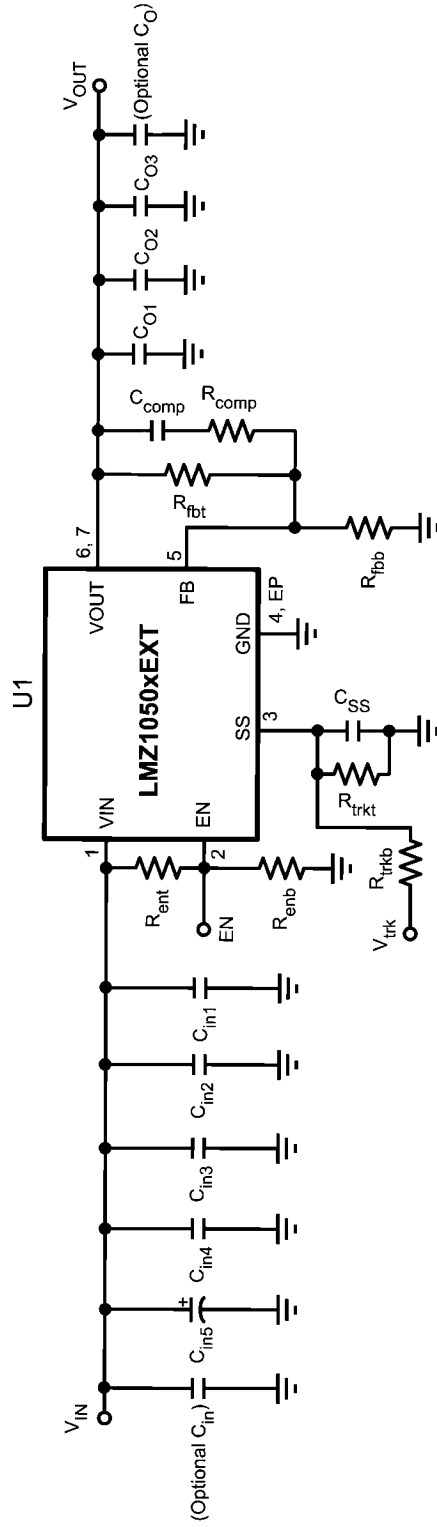 U1
LMZ1050xEXT
V_IN
(Optional C_in)
C_in5
+
C_in4
C_in3
C_in2
C_in1
1
VIN
R_ent
EN
EN
2
R_enb
V_trk
R_trkb
R_trkt
C_SS
3
SS
GND
4, EP
VOUT
6, 7
FB
5
R_fbt
C_comp
R_comp
R_fbb
C_O1
C_O2
C_O3
(Optional C_O)
V_OUT